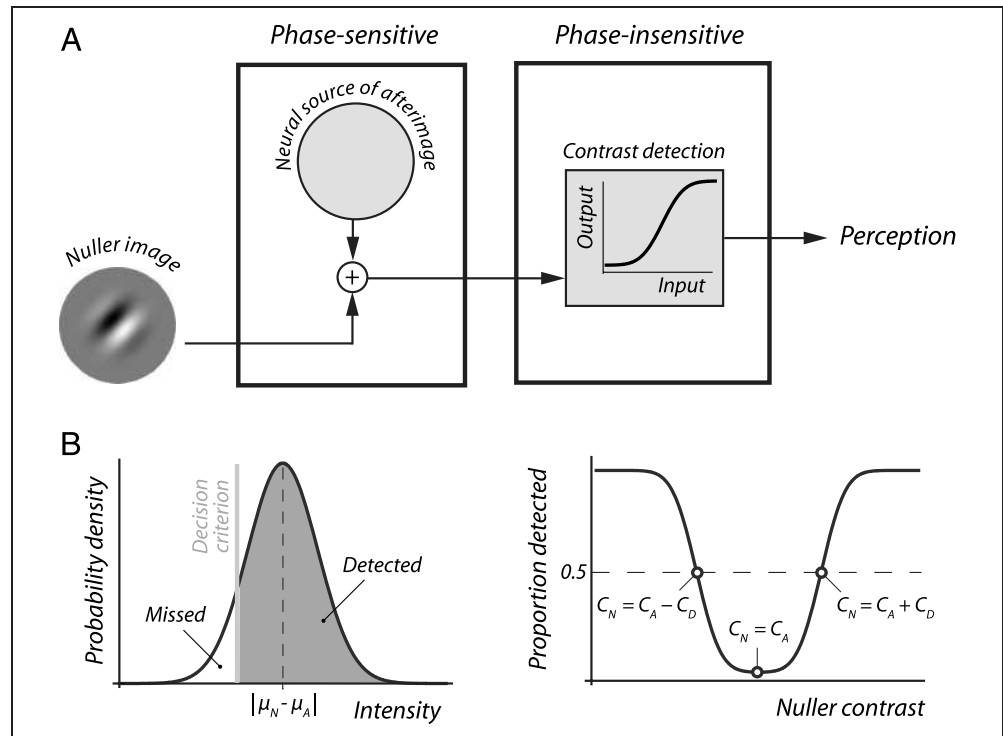 A
Phase-sensitive
Phase-insensitive
Neural source of afterimage
Contrast detection
Output
Input
Perception
Nuller image
+
B
Probability density
Decision
criterion
Missed
Detected
|μN - μA|
Intensity
Proportion detected
0.5
CN = CA − CD
CN = CA + CD
CN = CA
Nuller contrast